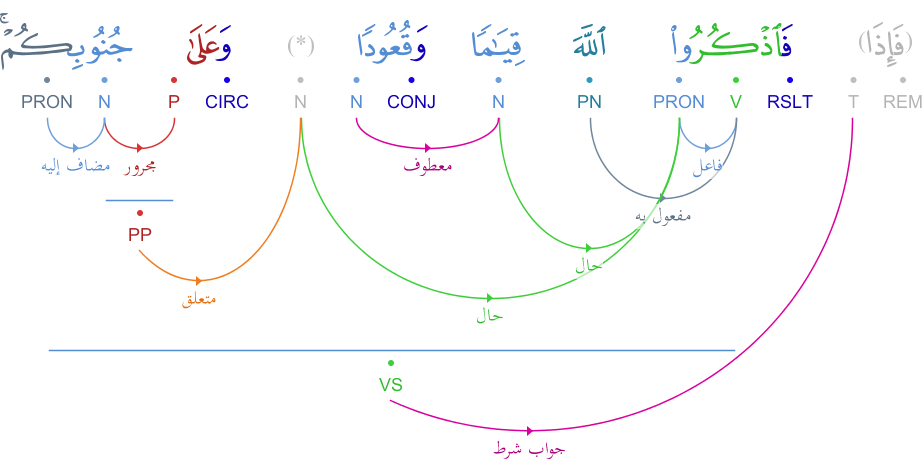 (فَإِذَا) فَٱذْكُرُوا۟ ٱللَّهَ قِيَـٰمًا وَقُعُودًا (*) وَعَلَىٰ جُنُوبِكُمْ ۚ
REM T RSLT V PRON PN N CONJ N N CIRC P N PRON
فاعل معطوف مجرور مضاف إليه
مفعول به
PP
حال
متعلق
حال
VS
جواب شرط